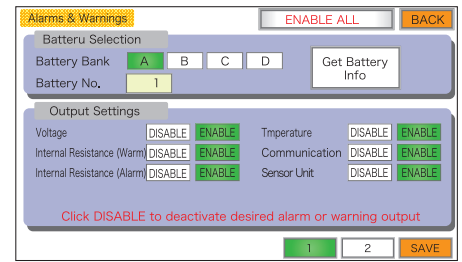 Alarms & Warnings ENABLE ALL BACK
Batteru Selection
Battery Bank A B C D Get Battery Info
Battery No. 1
Output Settings
Voltage DISABLE ENABLE Tmperature DISABLE ENABLE
Internal Resistance (Warm) DISABLE ENABLE Communication DISABLE ENABLE
Internal Resistance (Alarm) DISABLE ENABLE Sensor Unit DISABLE ENABLE
Click DISABLE to deactivate desired alarm or warning output
1 2 SAVE